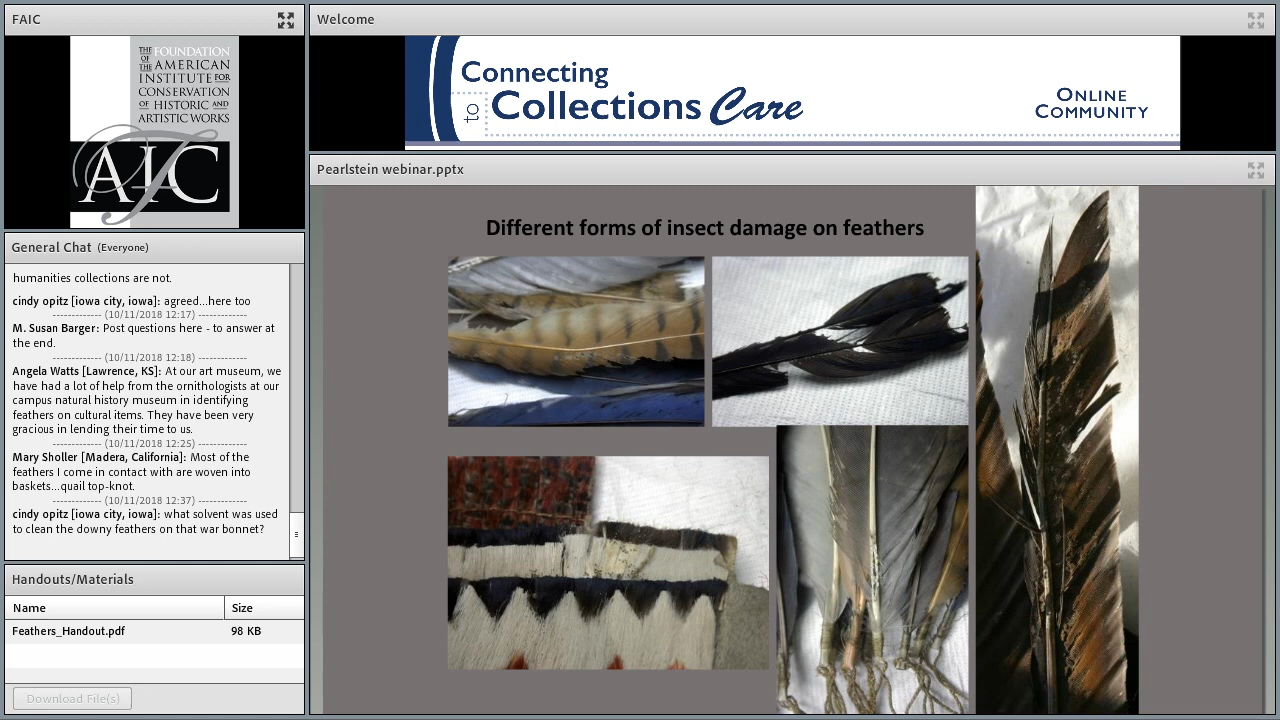 FAIC
THE FOUNDATION
OF THE AMERICAN
INSTITUTE FOR
CONSERVATION
OF HISTORIC AND
ARTISTIC WORKS
AIC
General Chat (Everyone)
humanities collections are not.
cindy opitz [iowa city, iowa]: agreed...here too
------------- (10/11/2018 12:17) -------------
M. Susan Barger: Post questions here - to answer at
the end.
------------- (10/11/2018 12:18) -------------
Angela Watts [Lawrence, KS]: At our art museum, we
have had a lot of help from the ornithologists at our
campus natural history museum in identifying
feathers on cultural items. They have been very
gracious in lending their time to us.
------------- (10/11/2018 12:25) -------------
Mary Sholler [Madera, California]: Most of the
feathers I come in contact with are woven into
baskets...quail top-knot.
------------- (10/11/2018 12:37) -------------
cindy opitz [iowa city, iowa]: what solvent was used
to clean the downy feathers on that war bonnet?
Handouts/Materials
Name Size
Feathers_Handout.pdf 98 KB
Download File(s)
Welcome
Connecting
to Collections Care
ONLINE
COMMUNITY
Pearlstein webinar.pptx
Different forms of insect damage on feathers